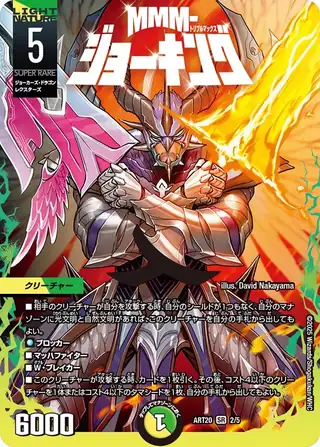 LIGHT
NATURE
5
SUPER RARE
ジョーカーズ・ドラゴン
レクスターズ
MMM-
トリプルマックス
ジョーキング
クリーチャー
illus. David Nakayama
■相手のクリーチャーが自分を攻撃する時、自分のシールドが1つもなく、自分のマナゾーンに光文明と自然文明があれば、このクリーチャーを自分の手札から出してもよい。
■ブロッカー
■マッハファイター
■W・ブレイカー
■このクリーチャーが出た時、カードを1枚引く。その後、コスト4以下のクリーチャーを1体またはコスト4以下のタマシードを1枚、自分の手札から出してもよい。
6000
1
ART20 SR 2/5